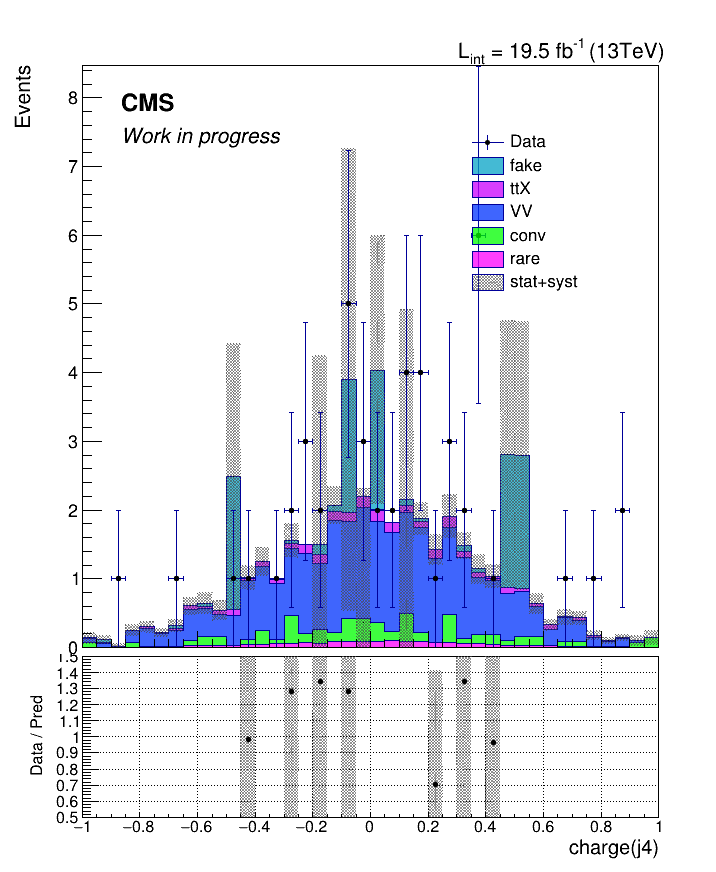 L_int = 19.5 fb^-1 (13TeV)
Events
CMS
Work in progress
Data
fake
ttX
VV
conv
rare
stat+syst
8
7
6
5
4
3
2
1
0
Data / Pred
1.5
1.4
1.3
1.2
1.1
1
0.9
0.8
0.7
0.6
0.5
−1 −0.8 −0.6 −0.4 −0.2 0 0.2 0.4 0.6 0.8 1
charge(j4)